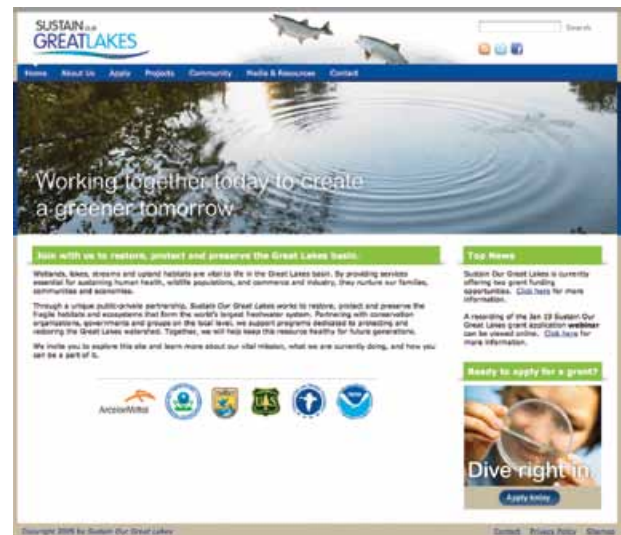 SUSTAIN OUR
GREATLAKES
Search
Home About Us Apply Projects Community Media & Resources Contact
Working together today to create
a greener tomorrow
Join with us to restore, protect and preserve the Great Lakes basin.
Wetlands, lakes, streams and upland habitats are vital to life in the Great Lakes basin. By providing services
essential for sustaining human health, wildlife populations, and commerce and industry, they nurture our families,
communities and economies.
Through a unique public-private partnership, Sustain Our Great Lakes works to restore, protect and preserve the
fragile habitats and ecosystems that form the world's largest freshwater system. Partnering with conservation
organizations, governments and groups on the local level, we support programs dedicated to protecting and
restoring the Great Lakes watershed. Together, we will help keep this resource healthy for future generations.
We invite you to explore this site and learn more about our vital mission, what we are currently doing, and how you
can be a part of it.
ArcelorMittal
UAS
NOAA
Top News
Sustain Our Great Lakes is currently
offering two grant funding
opportunities. Click here for more
information.
A recording of the Jan 13 Sustain Our
Great Lakes grant application webinar
can be viewed online. Click here for
more information.
Ready to apply for a grant?
Dive right in.
Apply today
Copyright 2009 by Sustain Our Great Lakes
Contact Privacy Policy Sitemap